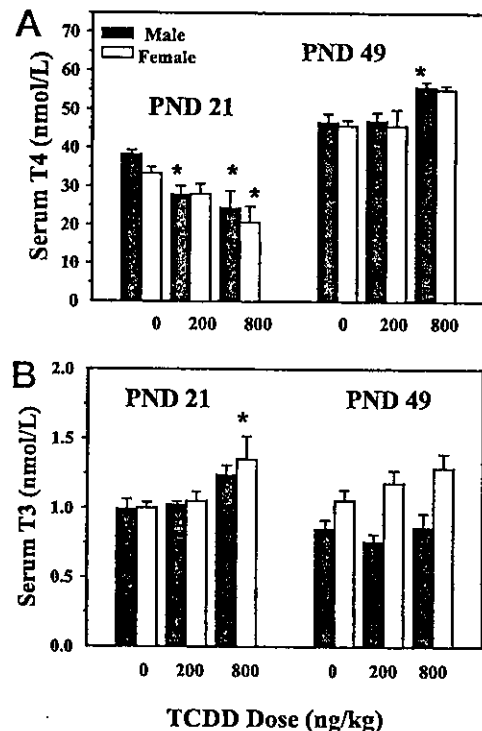 A
Male
Female
PND 49
PND 21
Serum T4 (nmol/L)
70
60
50
40
30
20
10
0
* * * *
0 200 800 0 200 800
B
PND 21 PND 49
Serum T3 (nmol/L)
2.0
1.5
1.0
0.5
0.0
*
0 200 800 0 200 800
TCDD Dose (ng/kg)